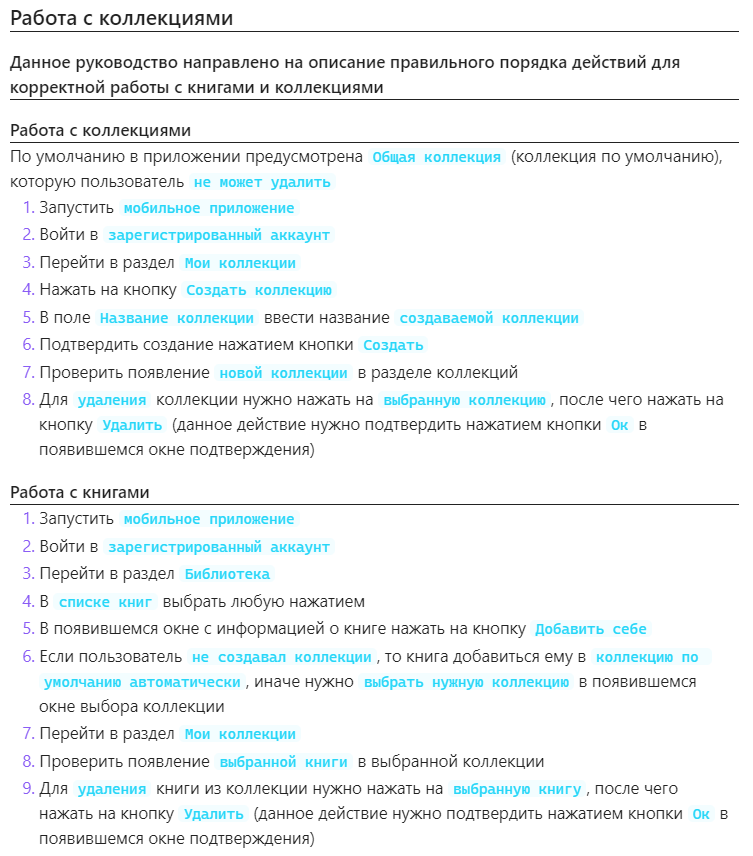 Работа с коллекциями
Данное руководство направлено на описание правильного порядка действий для
корректной работы с книгами и коллекциями
Работа с коллекциями
По умолчанию в приложении предусмотрена Общая коллекция (коллекция по умолчанию),
которую пользователь не может удалить
1. Запустить мобильное приложение
2. Войти в зарегистрированный аккаунт
3. Перейти в раздел Мои коллекции
4. Нажать на кнопку Создать коллекцию
5. В поле Название коллекции ввести название создаваемой коллекции
6. Подтвердить создание нажатием кнопки Создать
7. Проверить появление новой коллекции в разделе коллекций
8. Для удаления коллекции нужно нажать на выбранную коллекцию, после чего нажать на
кнопку Удалить (данное действие нужно подтвердить нажатием кнопки Ок в
появившемся окне подтверждения)
Работа с книгами
1. Запустить мобильное приложение
2. Войти в зарегистрированный аккаунт
3. Перейти в раздел Библиотека
4. В списке книг выбрать любую нажатием
5. В появившемся окне с информацией о книге нажать на кнопку Добавить себе
6. Если пользователь не создавал коллекции, то книга добавиться ему в коллекцию по
умолчанию автоматически, иначе нужно выбрать нужную коллекцию в появившемся
окне выбора коллекции
7. Перейти в раздел Мои коллекции
8. Проверить появление выбранной книги в выбранной коллекции
9. Для удаления книги из коллекции нужно нажать на выбранную книгу, после чего
нажать на кнопку Удалить (данное действие нужно подтвердить нажатием кнопки Ок в
появившемся окне подтверждения)